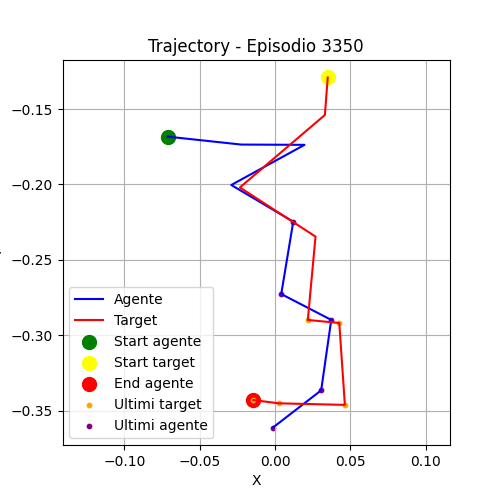 Trajectory - Episodio 3350
−0.15
−0.20
−0.25
−0.30
−0.35
Agente
Target
Start agente
Start target
End agente
Ultimi target
Ultimi agente
−0.10
−0.05
0.00
0.05
0.10
X